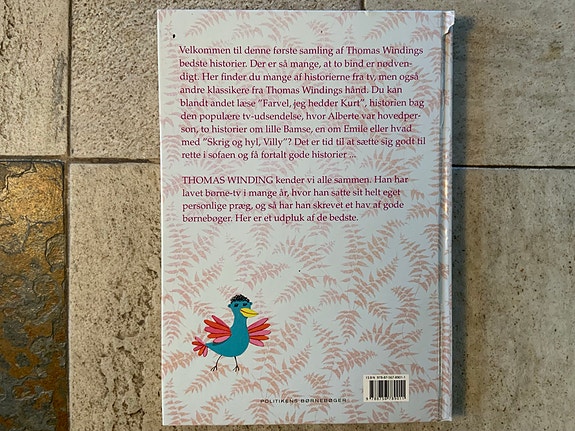 Velkommen til denne første samling af Thomas Windings
bedste historier. Der er så mange, at to bind er nødven-
digt. Her finder du mange af historierne fra tv, men også
andre klassikere fra Thomas Windings hånd. Du kan
blandt andet læse "Farvel, jeg hedder Kurt", historien bag
den populære tv-udsendelse, hvor Alberte var hovedper-
son, to historier om lille Bamse, en om Emile eller hvad
med "Skrig og hyl, Villy"? Det er tid til at sætte sig godt til
rette i sofaen og få fortalt gode historier ...
THOMAS WINDING kender vi alle sammen. Han har
lavet børne-tv i mange år, hvor han satte sit helt eget
personlige præg, og så har han skrevet et hav af gode
børnebøger. Her er et udpluk af de bedste.
POLITIKENS BØRNEBØGER